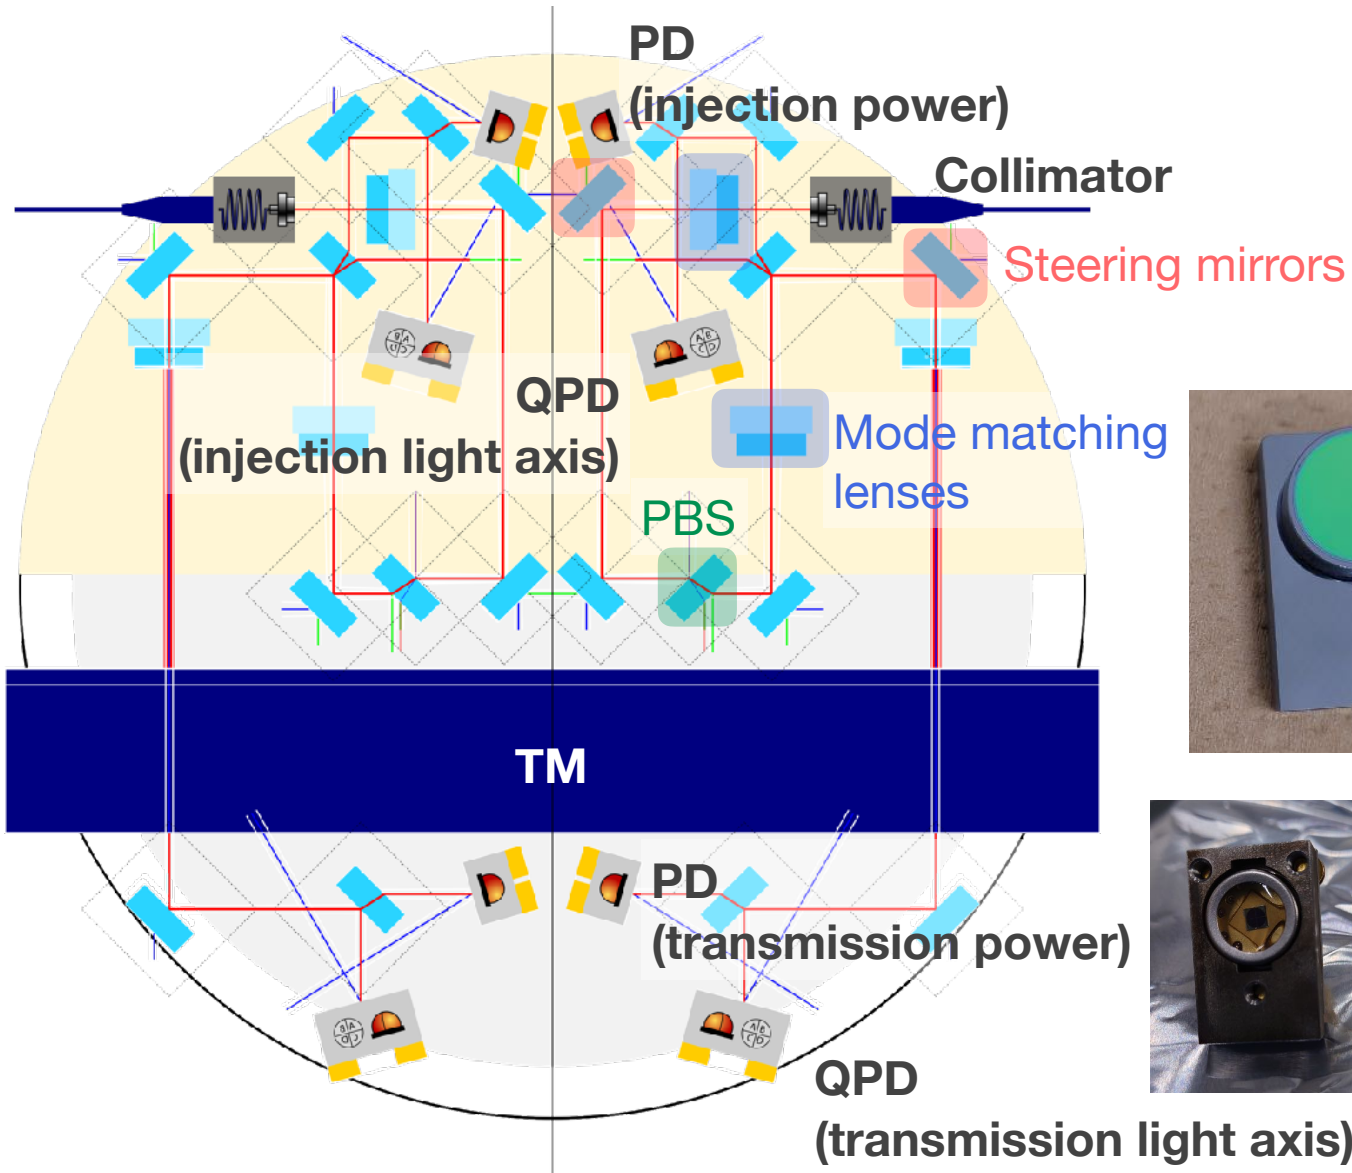 PD
(injection power)
Collimator
Steering mirrors
QPD
(injection light axis)
Mode matching
lenses
PBS
TM
PD
(transmission power)
QPD
(transmission light axis)